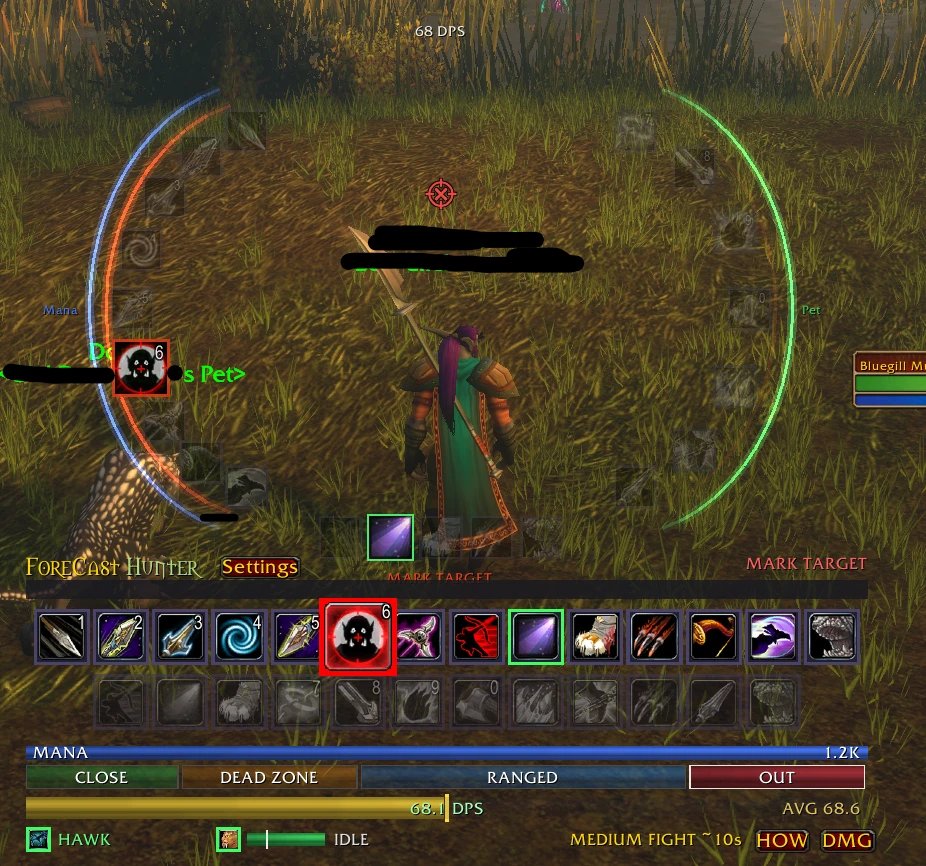 68 DPS
Mana
Pet
6
s Pet>
Bluegill M
ForeCast Hunter
Settings
MARK TARGET
MARK TARGET
1 2 3 4 5 6
7 8 9 0
MANA 1.2K
CLOSE DEAD ZONE RANGED OUT
68.1 DPS AVG 68.6
HAWK IDLE MEDIUM FIGHT ~10s HOW DMG